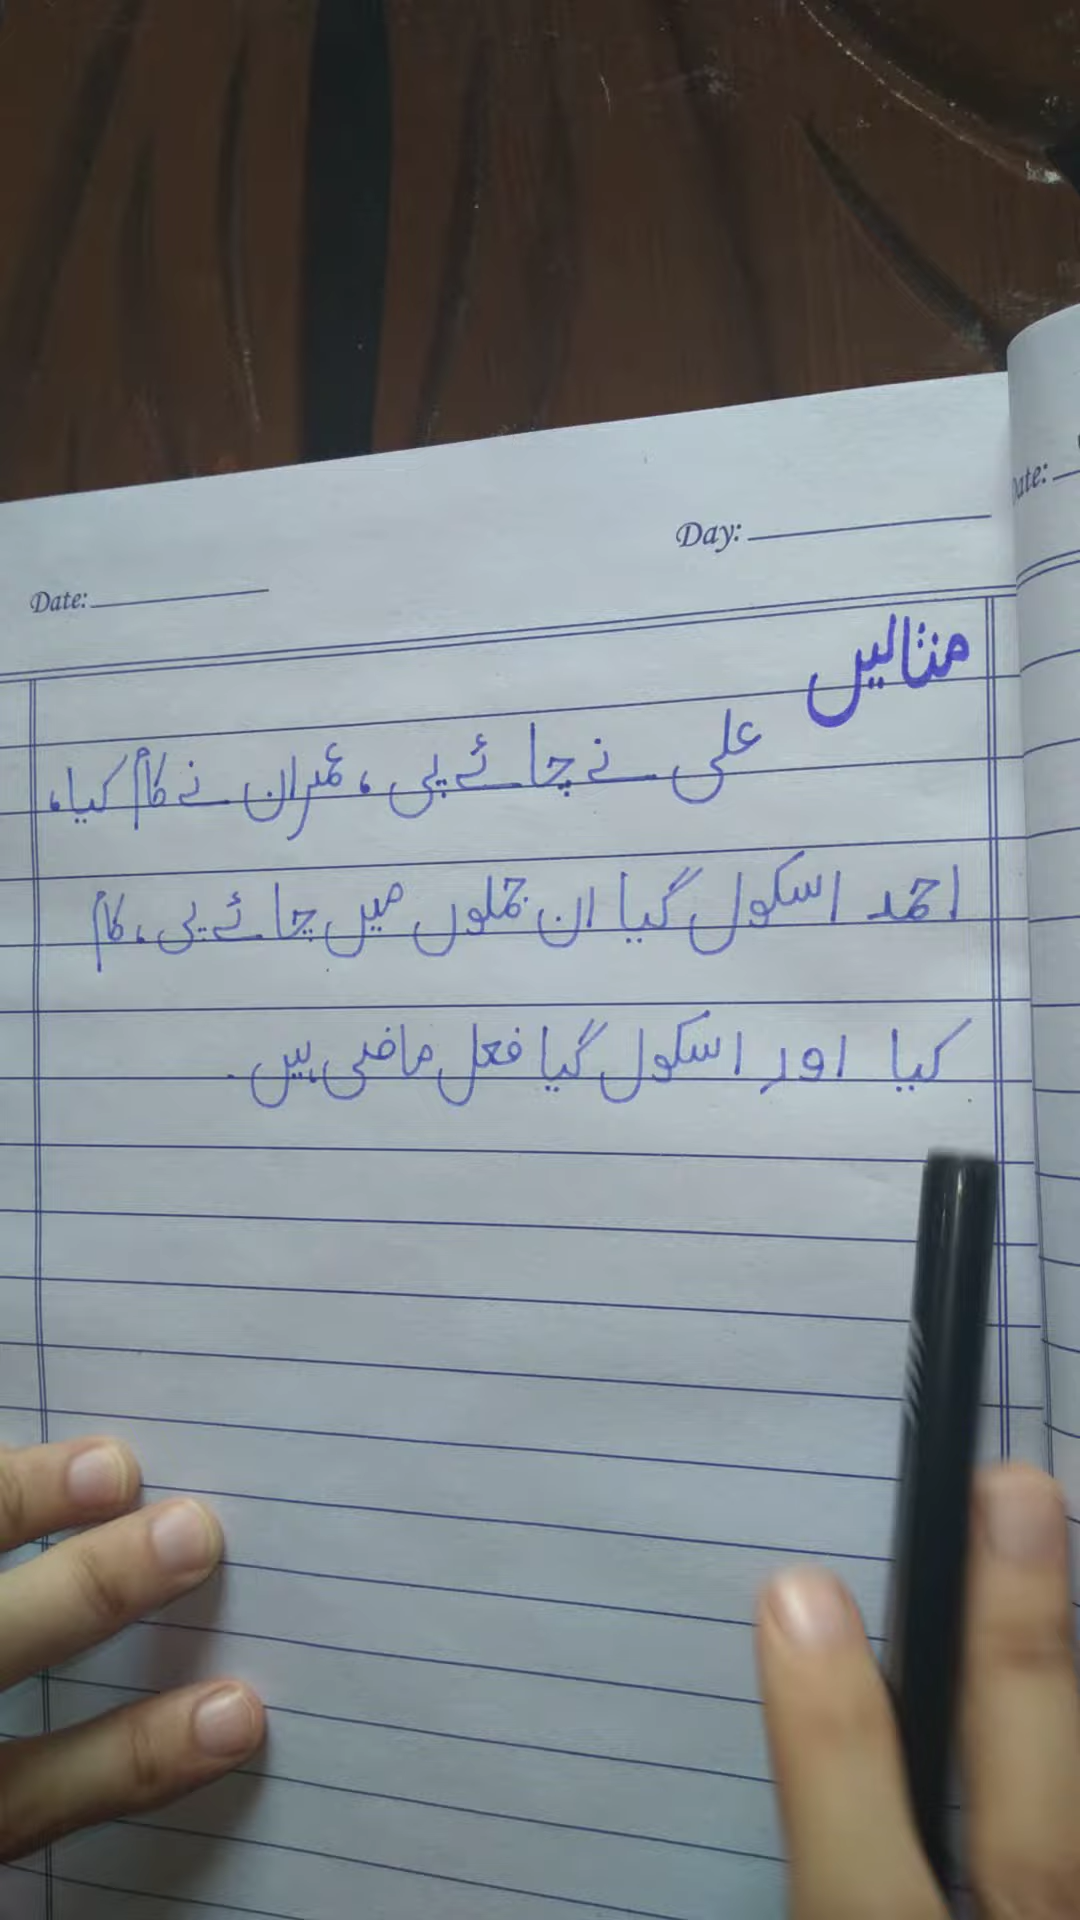 Day:
Date:
Date:
مثالیں
علی نے چائے پی ، عمران نے کام کیا ،
احمد اسکول گیا ان جملوں میں چائے پی ، کام
کیا اور اسکول گیا فعل ماضی ہیں ۔